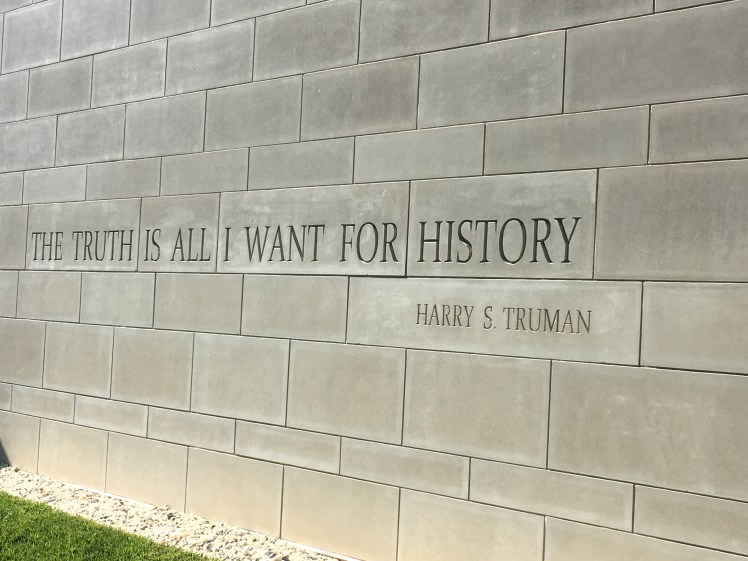 THE TRUTH IS ALL I WANT FOR HISTORY
HARRY S. TRUMAN